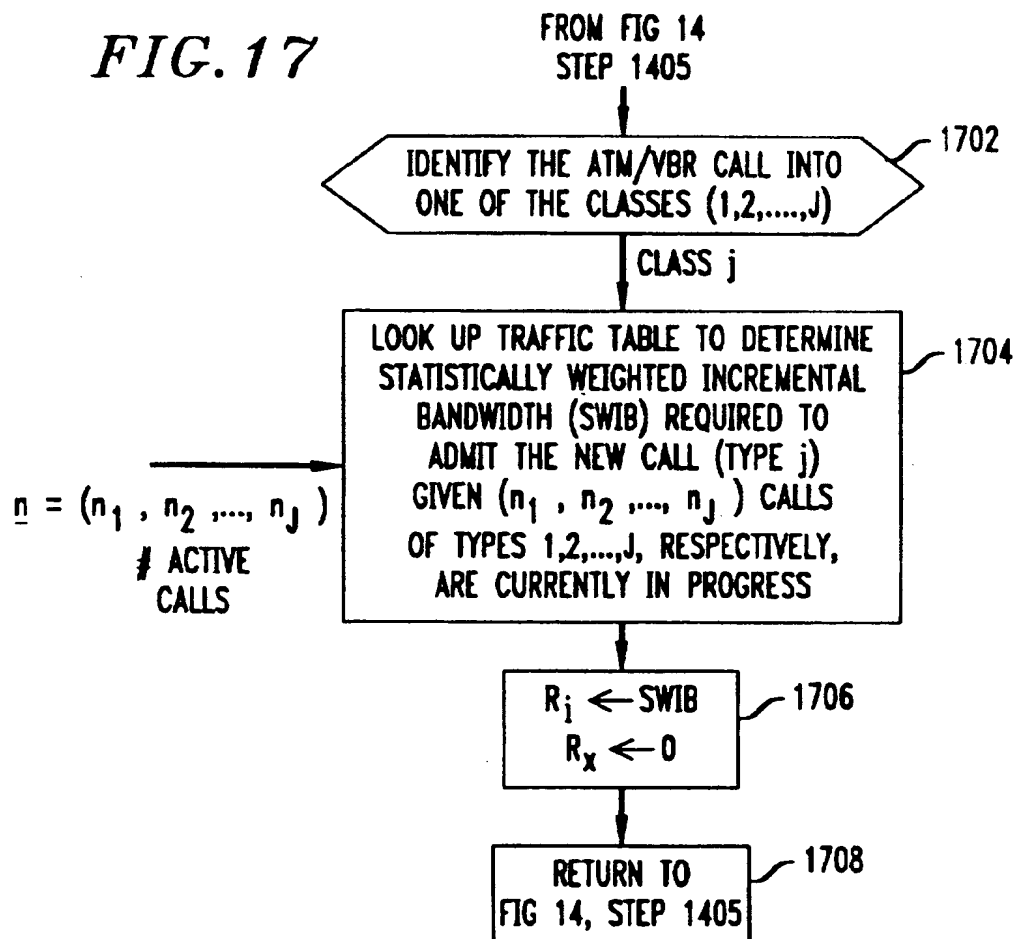 FIG. 17
FROM FIG 14
STEP 1405
IDENTIFY THE ATM/VBR CALL INTO
ONE OF THE CLASSES (1,2,....,J)
1702
CLASS j
LOOK UP TRAFFIC TABLE TO DETERMINE
STATISTICALLY WEIGHTED INCREMENTAL
BANDWIDTH (SWIB) REQUIRED TO
ADMIT THE NEW CALL (TYPE j)
GIVEN (n1 , n2 ,..., nJ ) CALLS
OF TYPES 1,2,...,J, RESPECTIVELY,
ARE CURRENTLY IN PROGRESS
1704
n = (n1 , n2 ,..., nJ )
# ACTIVE
CALLS
Ri ← SWIB
Rx ← 0
1706
RETURN TO
FIG 14, STEP 1405
1708